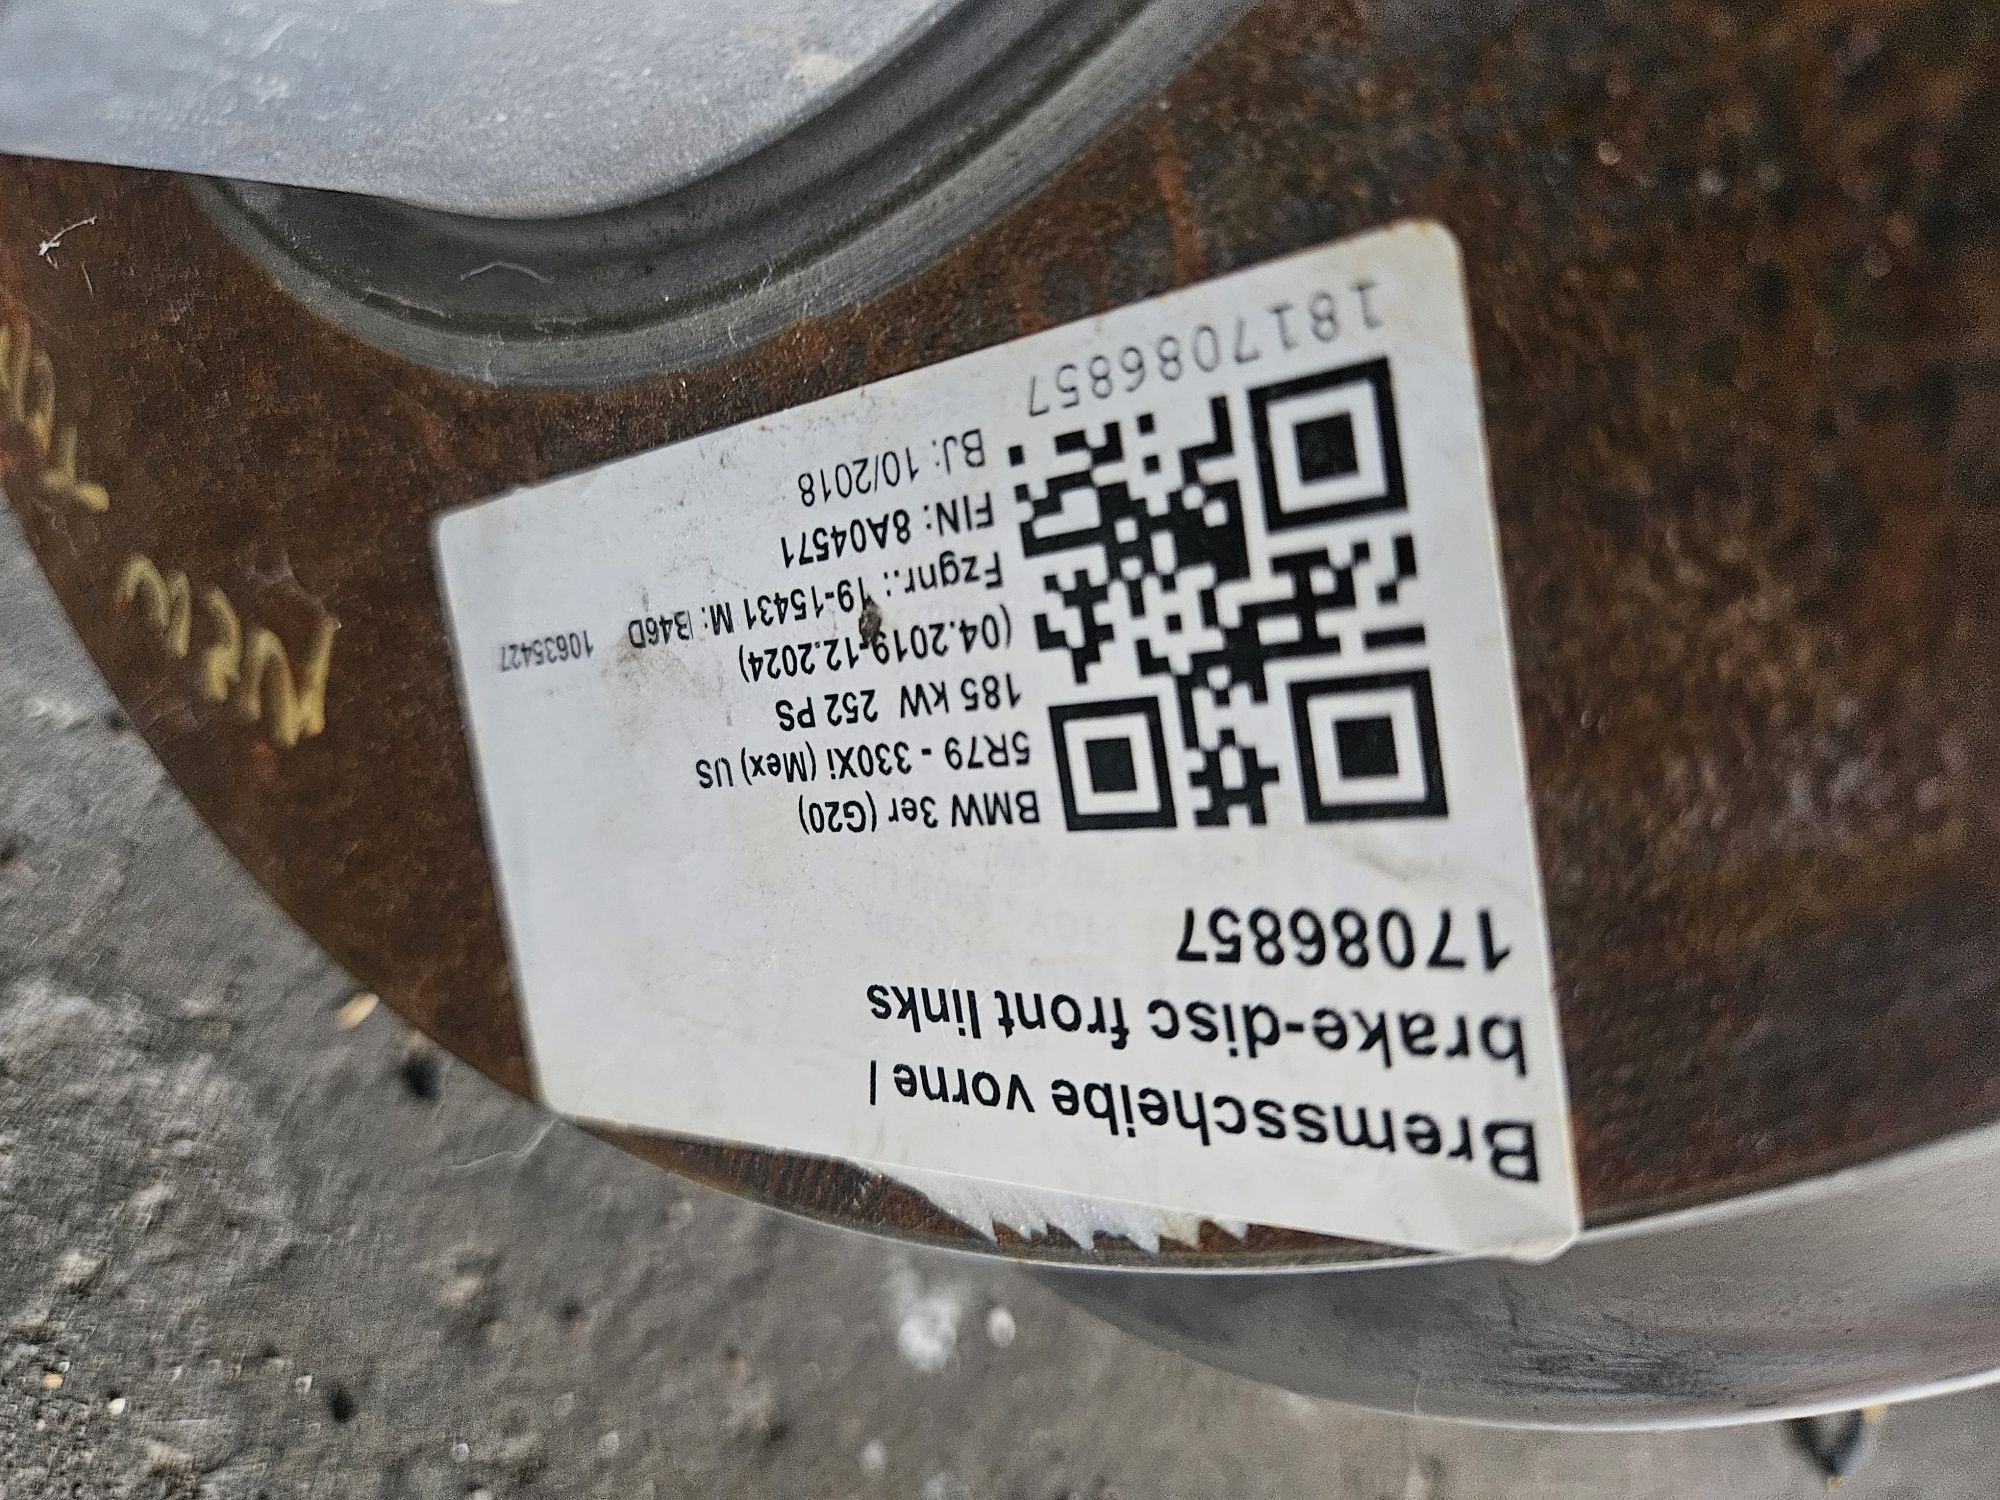 Bremsscheibe vorne /
brake-disc front links
17086857
BMW 3er (G20)
5R79 - 330Xi (Mex) US
185 kW 252 PS
(04.2019-12.2024)
Fzgnr.: 19-15431 M: B46D
FIN: 8A04571
BJ: 10/2018
10635427
1817086857